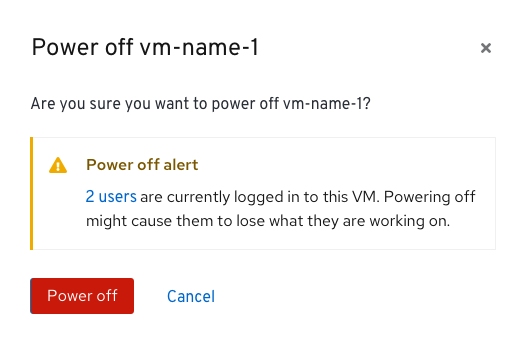 Power off vm-name-1
Are you sure you want to power off vm-name-1?
Power off alert
2 users are currently logged in to this VM. Powering off
might cause them to lose what they are working on.
Power off
Cancel